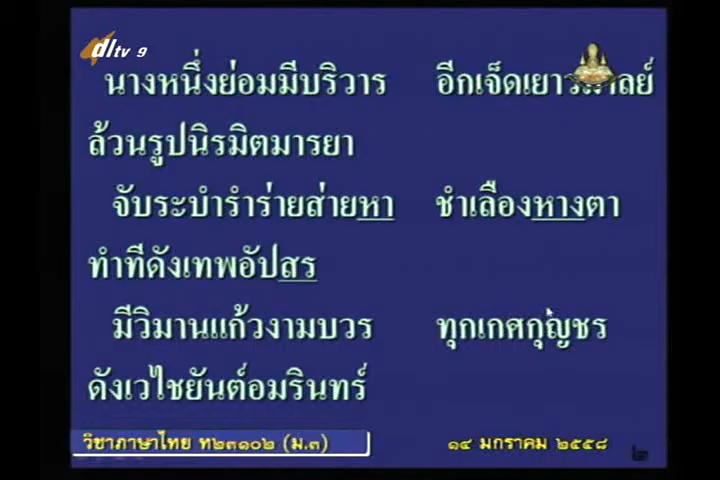 dltv 9
นางหนึ่งย่อมมีบริวาร อีกเจ็ดเยาวมาลย์
ล้วนรูปนิรมิตมารยา
จับระบำรำร่ายส่ายหา ชำเลืองหางตา
ทำทีดังเทพอัปสร
มีวิมานแก้วงามบวร ทุกเกศกุญชร
ดังเวไชยันต์อมรินทร์
วิชาภาษาไทย ท๒๓๑๐๒ (ม.๓) ๑๔ มกราคม ๒๕๕๘ ๒